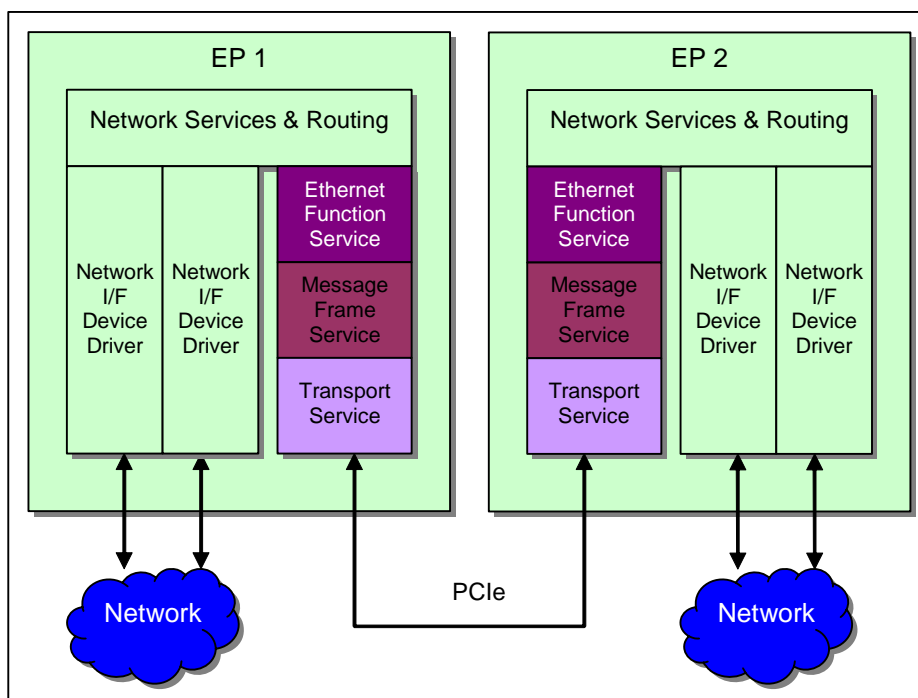 EP 1
Network Services & Routing
Network
I/F
Device
Driver
Network
I/F
Device
Driver
Ethernet
Function
Service
Message
Frame
Service
Transport
Service
Network
EP 2
Network Services & Routing
Ethernet
Function
Service
Message
Frame
Service
Transport
Service
Network
I/F
Device
Driver
Network
I/F
Device
Driver
PCIe
Network